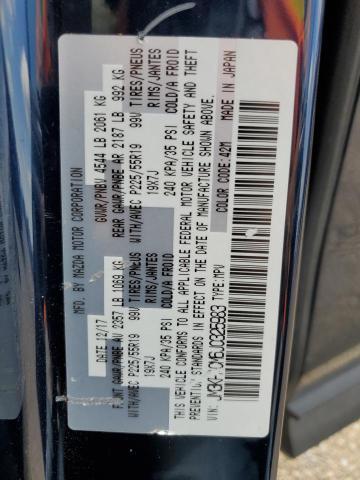 MFD. BY MAZDA MOTOR CORPORATION
12/17 GVWR/PNBV 4544 LB 2061 KG
FRONT GAWR/PNBE AV 2357 LB 1069 KG REAR GAWR/PNBE AR 2187 LB 992 KG
WITH/AVEC P225/55R19 99V TIRES/PNEUS WITH/AVEC P225/55R19 99V TIRES/PNEUS
19X7J RIMS/JANTES 19X7J RIMS/JANTES
240 KPA/35 PSI COLD/A FROID 240 KPA/35 PSI COLD/A FROID
THIS VEHICLE CONFORMS TO ALL APPLICABLE FEDERAL MOTOR VEHICLE SAFETY AND THEFT
PREVENTION STANDARDS IN EFFECT ON THE DATE OF MANUFACTURE SHOWN ABOVE.
TYPE: MPV COLOR CODE: 42M MADE IN JAPAN